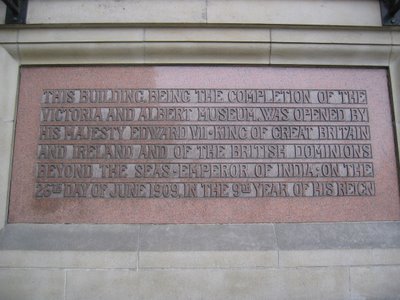 THIS BUILDING, BEING THE COMPLETION OF THE
VICTORIA AND ALBERT MUSEUM, WAS OPENED BY
HIS MAJESTY EDWARD VII · KING OF GREAT BRITAIN
AND IRELAND AND OF THE BRITISH DOMINIONS
BEYOND THE SEAS · EMPEROR OF INDIA; ON THE
26TH DAY OF JUNE 1909, IN THE 9TH YEAR OF HIS REIGN